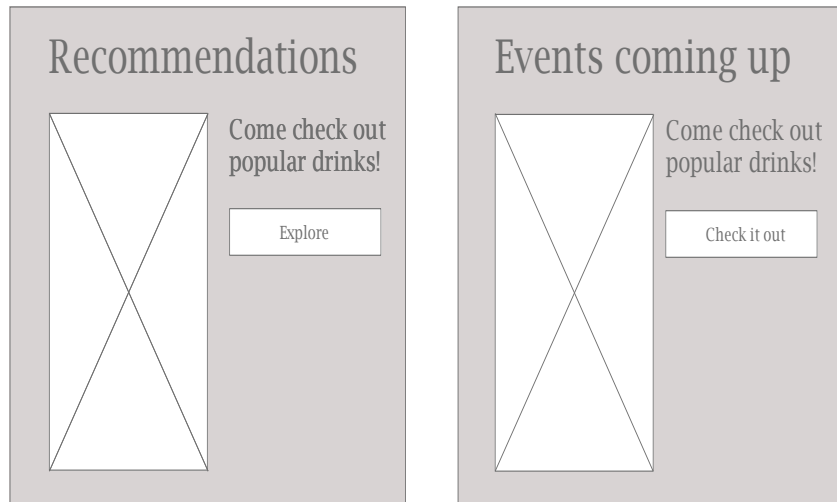 Recommendations
Come check out
popular drinks!
Explore
Events coming up
Come check out
popular drinks!
Check it out